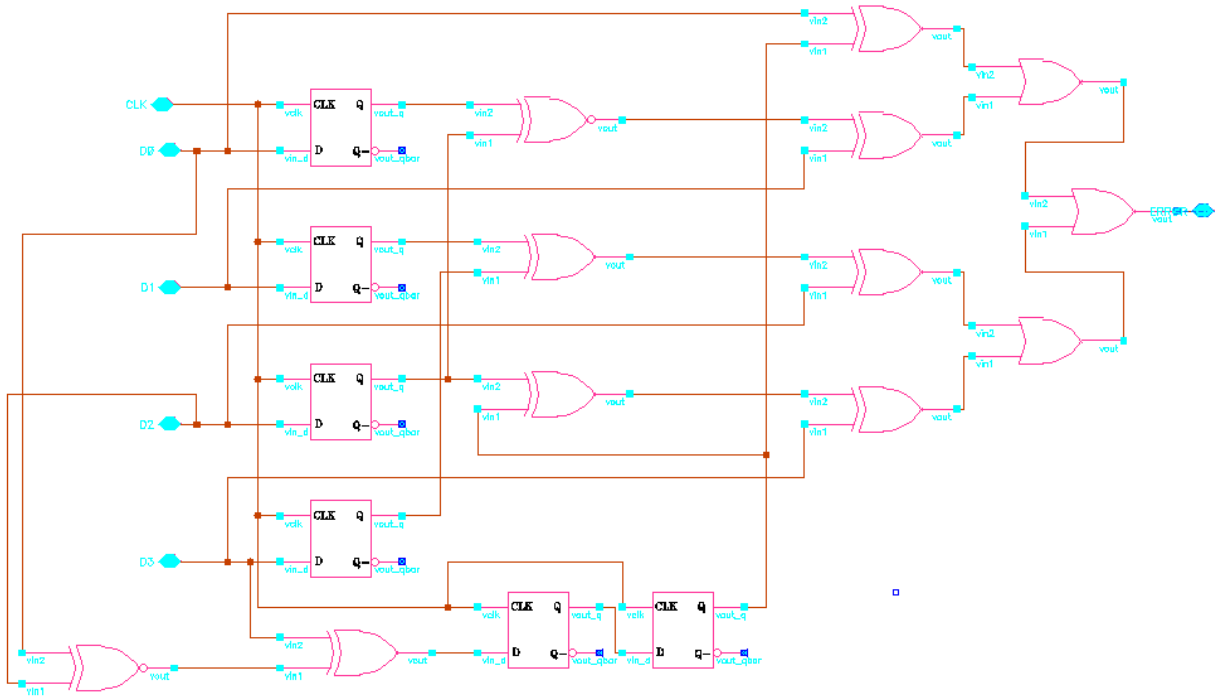 vin2
vout
vin1
vin2
vout
CLK CLK Q vin1
vclk vout_q vin2
vout vin2
vin1 vout
D0 D Q-
vin_d vout_qbar vin1
vin2
ERROR
vout
vin1
CLK Q
vclk vout_q vin2
vout vin2
vin1 vout
D1 D Q-
vin_d vout_qbar vin1
vin2
vout
vin1
CLK Q
vclk vout_q vin2
vout vin2
vin1 vout
D2 D Q-
vin_d vout_qbar vin1
CLK Q
vclk vout_q
D3 D Q-
vin_d vout_qbar
CLK Q CLK Q
vclk vout_q vclk vout_q
vin2
D Q- D Q-
vin2 vout vin_d vout_qbar vin_d vout_qbar
vout vin1
vin1